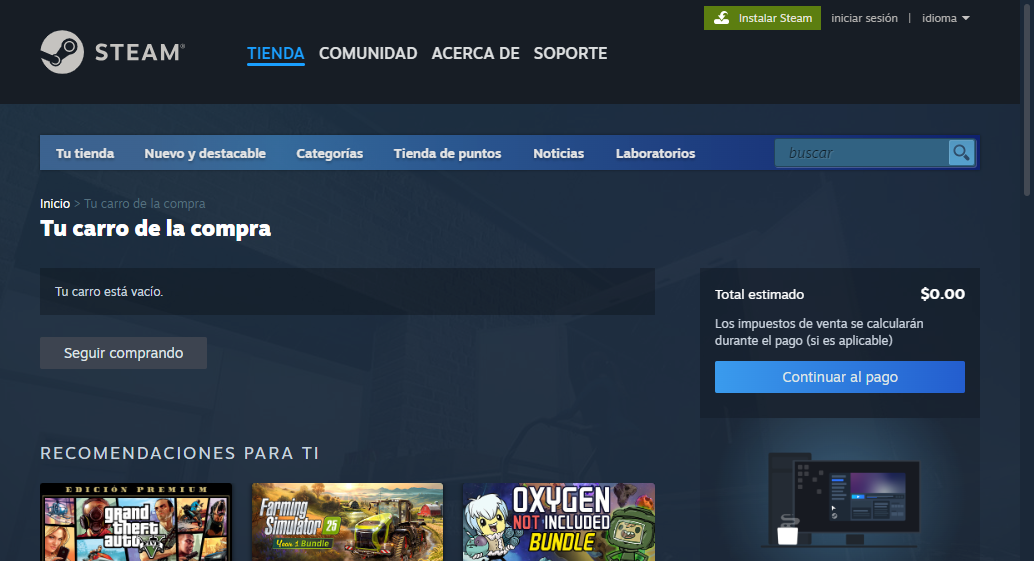 Instalar Steam iniciar sesión | idioma
STEAM®
TIENDA COMUNIDAD ACERCA DE SOPORTE
Tu tienda Nuevo y destacable Categorías Tienda de puntos Noticias Laboratorios buscar
Inicio > Tu carro de la compra
Tu carro de la compra
Tu carro está vacío.
Seguir comprando
Total estimado $0.00
Los impuestos de venta se calcularán
durante el pago (si es aplicable)
Continuar al pago
RECOMENDACIONES PARA TI
EDICIÓN PREMIUM
grand
theft
auto V
Farming
Simulator 25
Year 1 Bundle
OXYGEN
NOT INCLUDED
BUNDLE